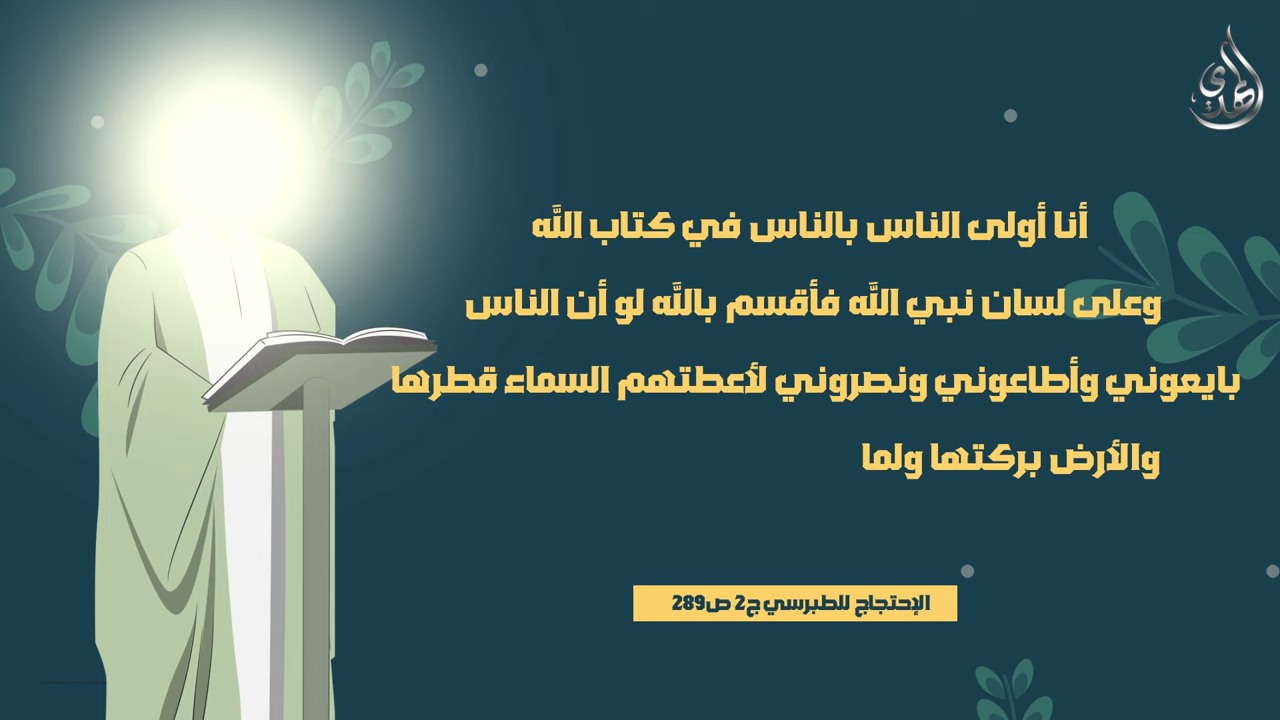 المهدي
أنا أولى الناس بالناس في كتاب الله
وعلى لسان نبي الله فأقسم بالله لو أن الناس
بايعوني وأطاعوني ونصروني لأعطتهم السماء قطرها
والأرض بركتها ولما
الإحتجاج للطبرسي ج2 ص289